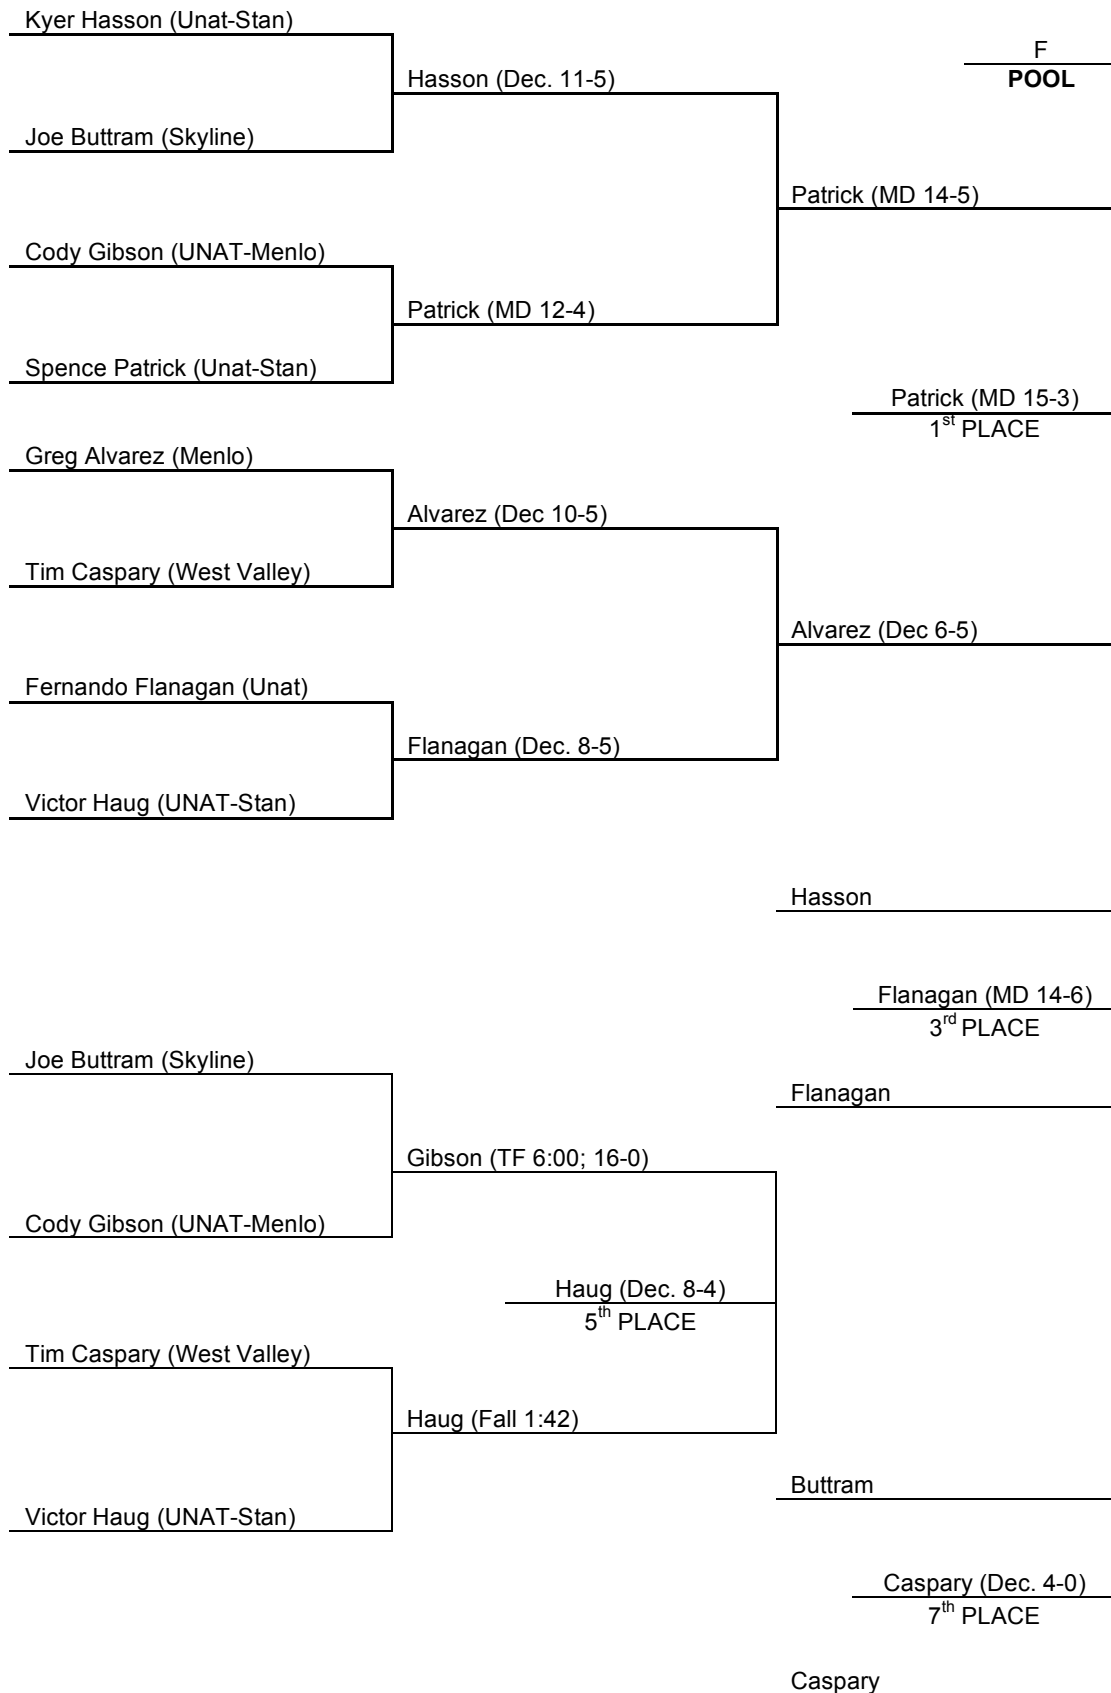 Kyer Hasson (Unat-Stan)
F
POOL
Hasson (Dec. 11-5)
Joe Buttram (Skyline)
Patrick (MD 14-5)
Cody Gibson (UNAT-Menlo)
Patrick (MD 12-4)
Spence Patrick (Unat-Stan)
Patrick (MD 15-3)
1st PLACE
Greg Alvarez (Menlo)
Alvarez (Dec 10-5)
Tim Caspary (West Valley)
Alvarez (Dec 6-5)
Fernando Flanagan (Unat)
Flanagan (Dec. 8-5)
Victor Haug (UNAT-Stan)
Hasson
Flanagan (MD 14-6)
3rd PLACE
Joe Buttram (Skyline)
Flanagan
Gibson (TF 6:00; 16-0)
Cody Gibson (UNAT-Menlo)
Haug (Dec. 8-4)
5th PLACE
Tim Caspary (West Valley)
Haug (Fall 1:42)
Buttram
Victor Haug (UNAT-Stan)
Caspary (Dec. 4-0)
7th PLACE
Caspary